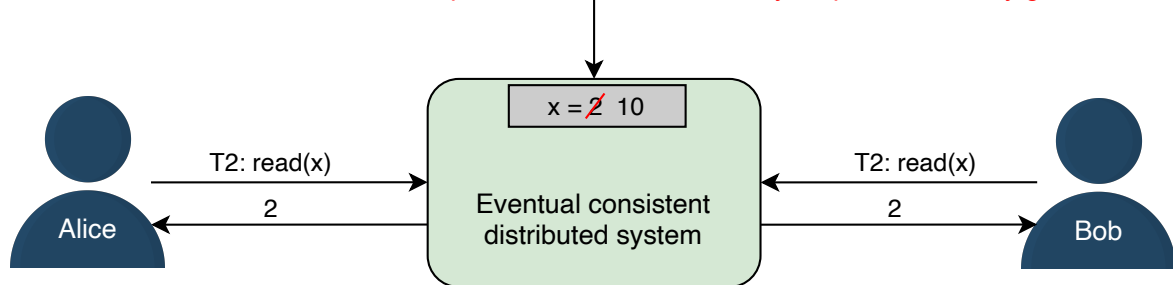 x = 2 10
T2: read(x)
T2: read(x)
2
2
Eventual consistent
distributed system
Alice
Bob